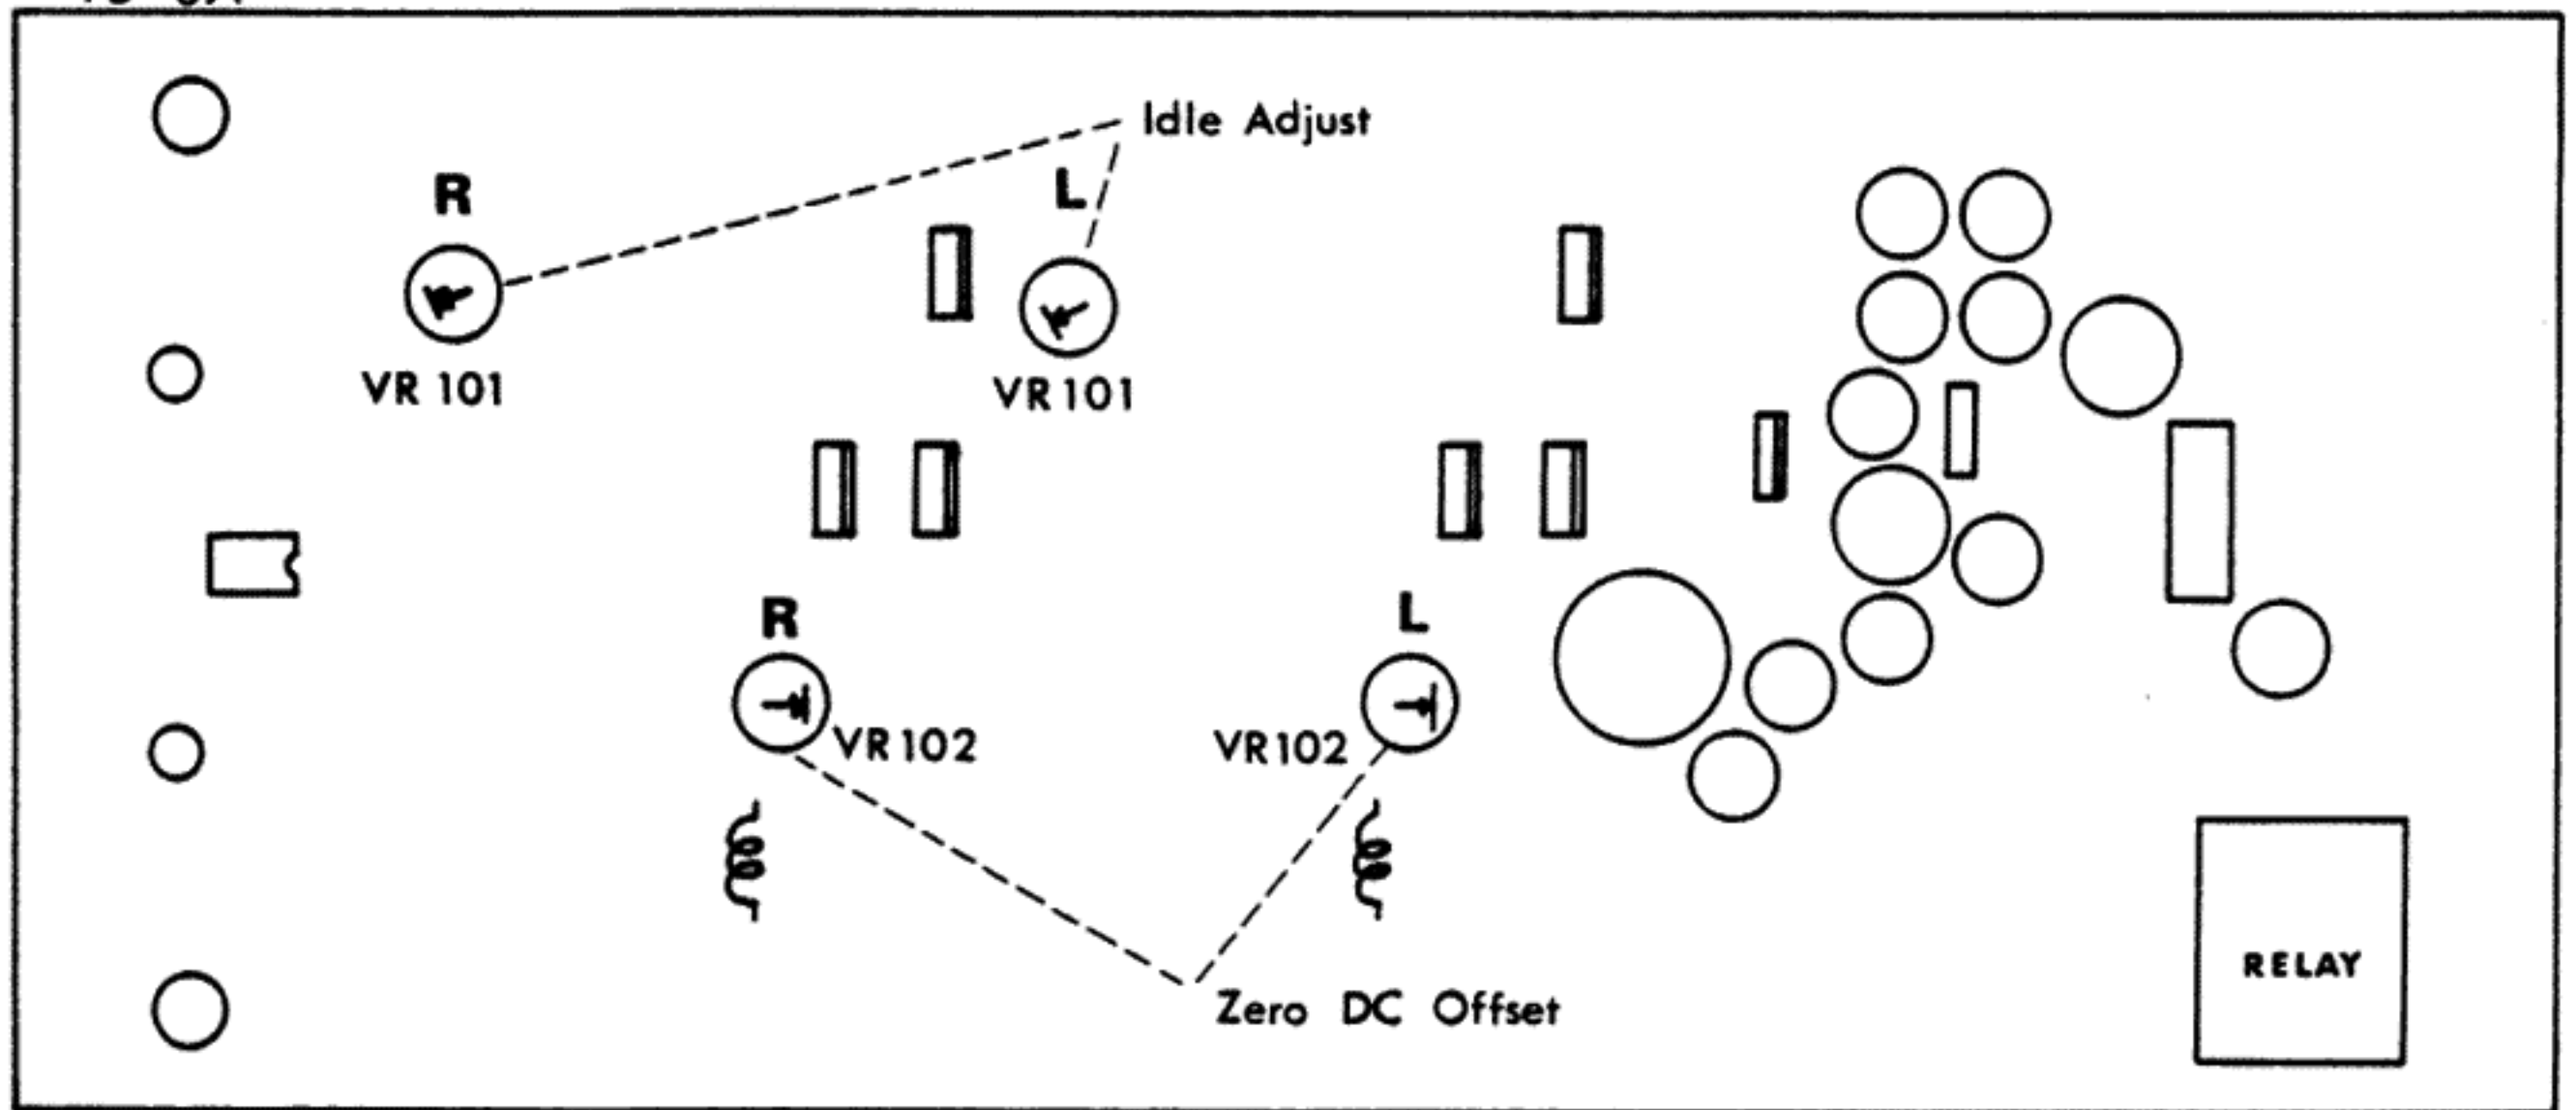 Idle Adjust
R
L
VR 101
VR 101
R
L
VR 102
VR 102
Zero DC Offset
RELAY